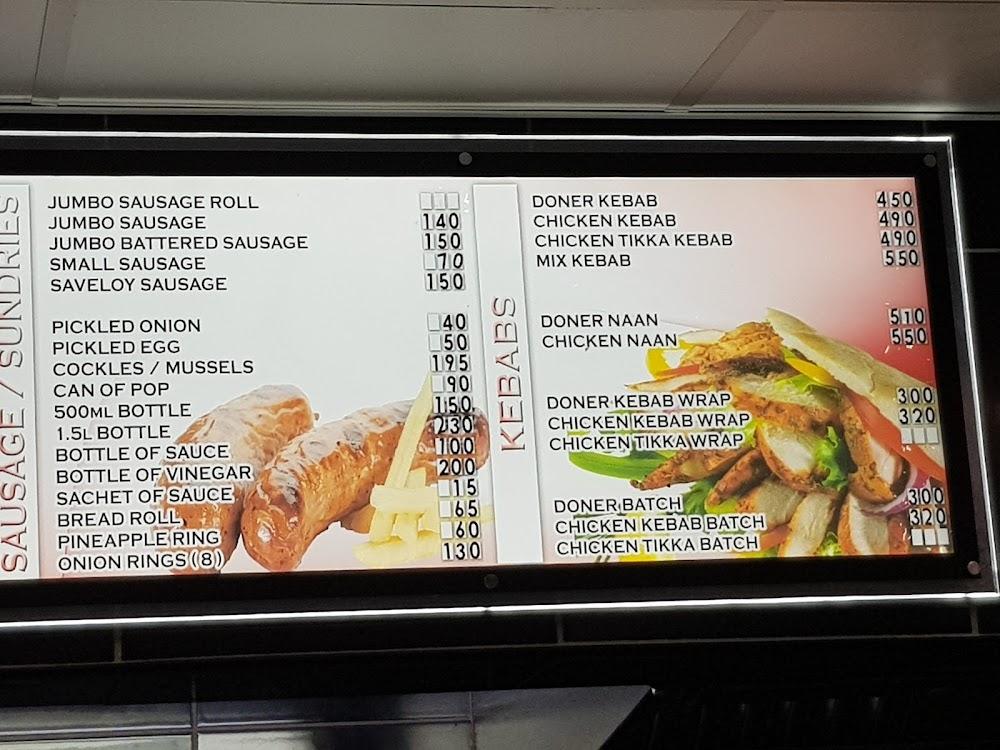 SAUSAGE / SUNDRIES
JUMBO SAUSAGE ROLL
JUMBO SAUSAGE 140
JUMBO BATTERED SAUSAGE 150
SMALL SAUSAGE 70
SAVELOY SAUSAGE 150
PICKLED ONION 40
PICKLED EGG 50
COCKLES / MUSSELS 195
CAN OF POP 90
500ML BOTTLE 150
1.5L BOTTLE 230
BOTTLE OF SAUCE 100
BOTTLE OF VINEGAR 200
SACHET OF SAUCE 15
BREAD ROLL 65
PINEAPPLE RING 60
ONION RINGS (8) 130
KEBABS
DONER KEBAB 450
CHICKEN KEBAB 490
CHICKEN TIKKA KEBAB 490
MIX KEBAB 550
DONER NAAN 510
CHICKEN NAAN 550
DONER KEBAB WRAP 300
CHICKEN KEBAB WRAP 320
CHICKEN TIKKA WRAP
DONER BATCH 300
CHICKEN KEBAB BATCH 320
CHICKEN TIKKA BATCH